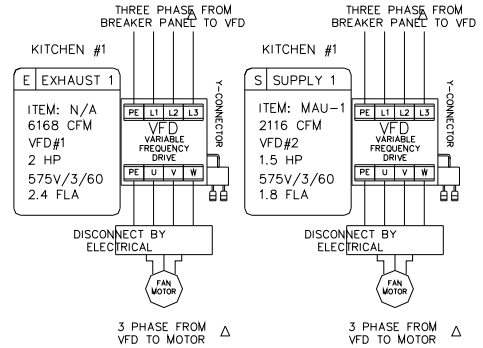 THREE PHASE FROM
BREAKER PANEL TO VFD
KITCHEN #1
E EXHAUST 1
ITEM: N/A
6168 CFM
VFD#1
2 HP
575V/3/60
2.4 FLA
PE L1 L2 L3
VFD
VARIABLE
FREQUENCY
DRIVE
PE U V W
Y-CONNECTOR
DISCONNECT BY
ELECTRICAL
FAN
MOTOR
3 PHASE FROM
VFD TO MOTOR
THREE PHASE FROM
BREAKER PANEL TO VFD
KITCHEN #1
S SUPPLY 1
ITEM: MAU-1
2116 CFM
VFD#2
1.5 HP
575V/3/60
1.8 FLA
PE L1 L2 L3
VFD
VARIABLE
FREQUENCY
DRIVE
PE U V W
Y-CONNECTOR
DISCONNECT BY
ELECTRICAL
FAN
MOTOR
3 PHASE FROM
VFD TO MOTOR